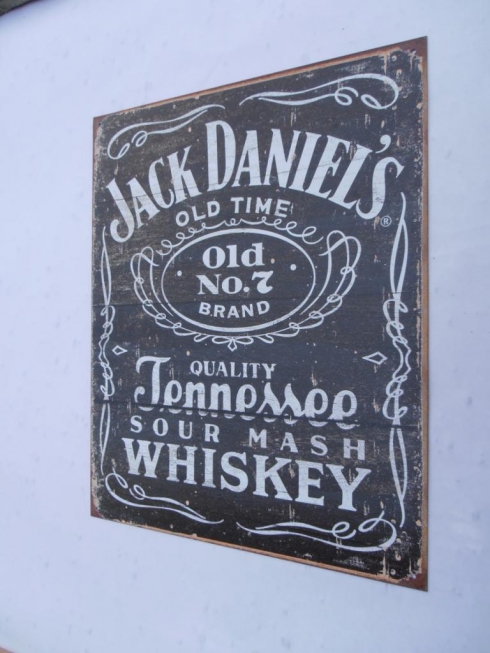 JACK DANIEL'S®
OLD TIME
Old
No.7
BRAND
QUALITY
Tennessee
SOUR MASH
WHISKEY